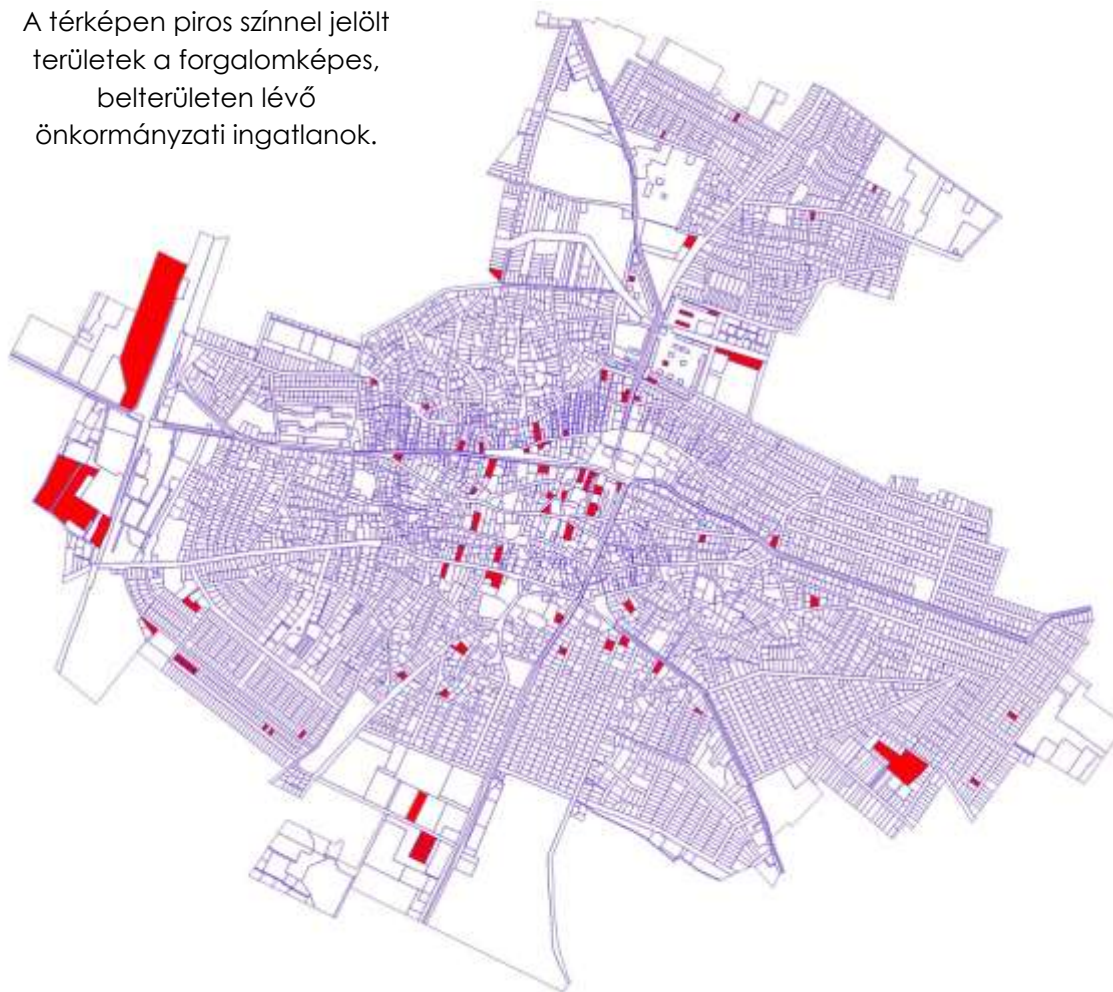 A térképen piros színnel jelölt
területek a forgalomképes,
belterületen lévő
önkormányzati ingatlanok.